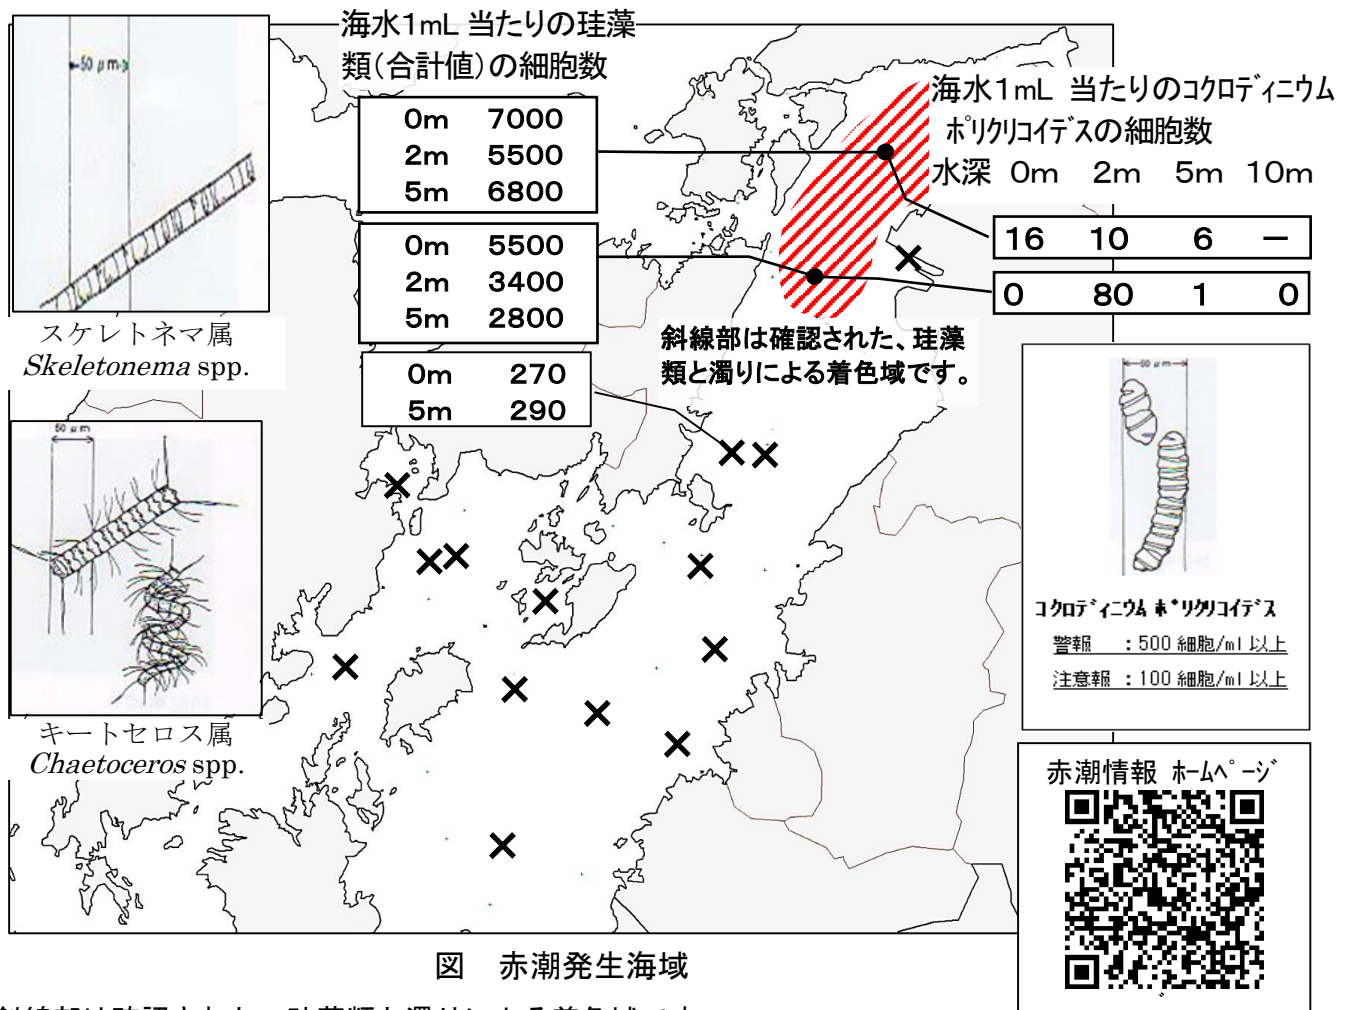 海水1mL 当たりの珪藻
類(合計値)の細胞数
0m 7000
2m 5500
5m 6800
0m 5500
2m 3400
5m 2800
0m 270
5m 290
海水1mL 当たりのコクロディニウム
ポリクリコイデスの細胞数
水深 0m 2m 5m 10m
16 10 6 －
0 80 1 0
斜線部は確認された、珪藻
類と濁りによる着色域です。
50 μm
スケレトネマ属
Skeletonema spp.
50 μm
キートセロス属
Chaetoceros spp.
50 μm
コクロディニウム ポリクリコイデス
警報 :500 細胞/ml 以上
注意報 :100 細胞/ml 以上
赤潮情報 ホームページ
図 赤潮発生海域